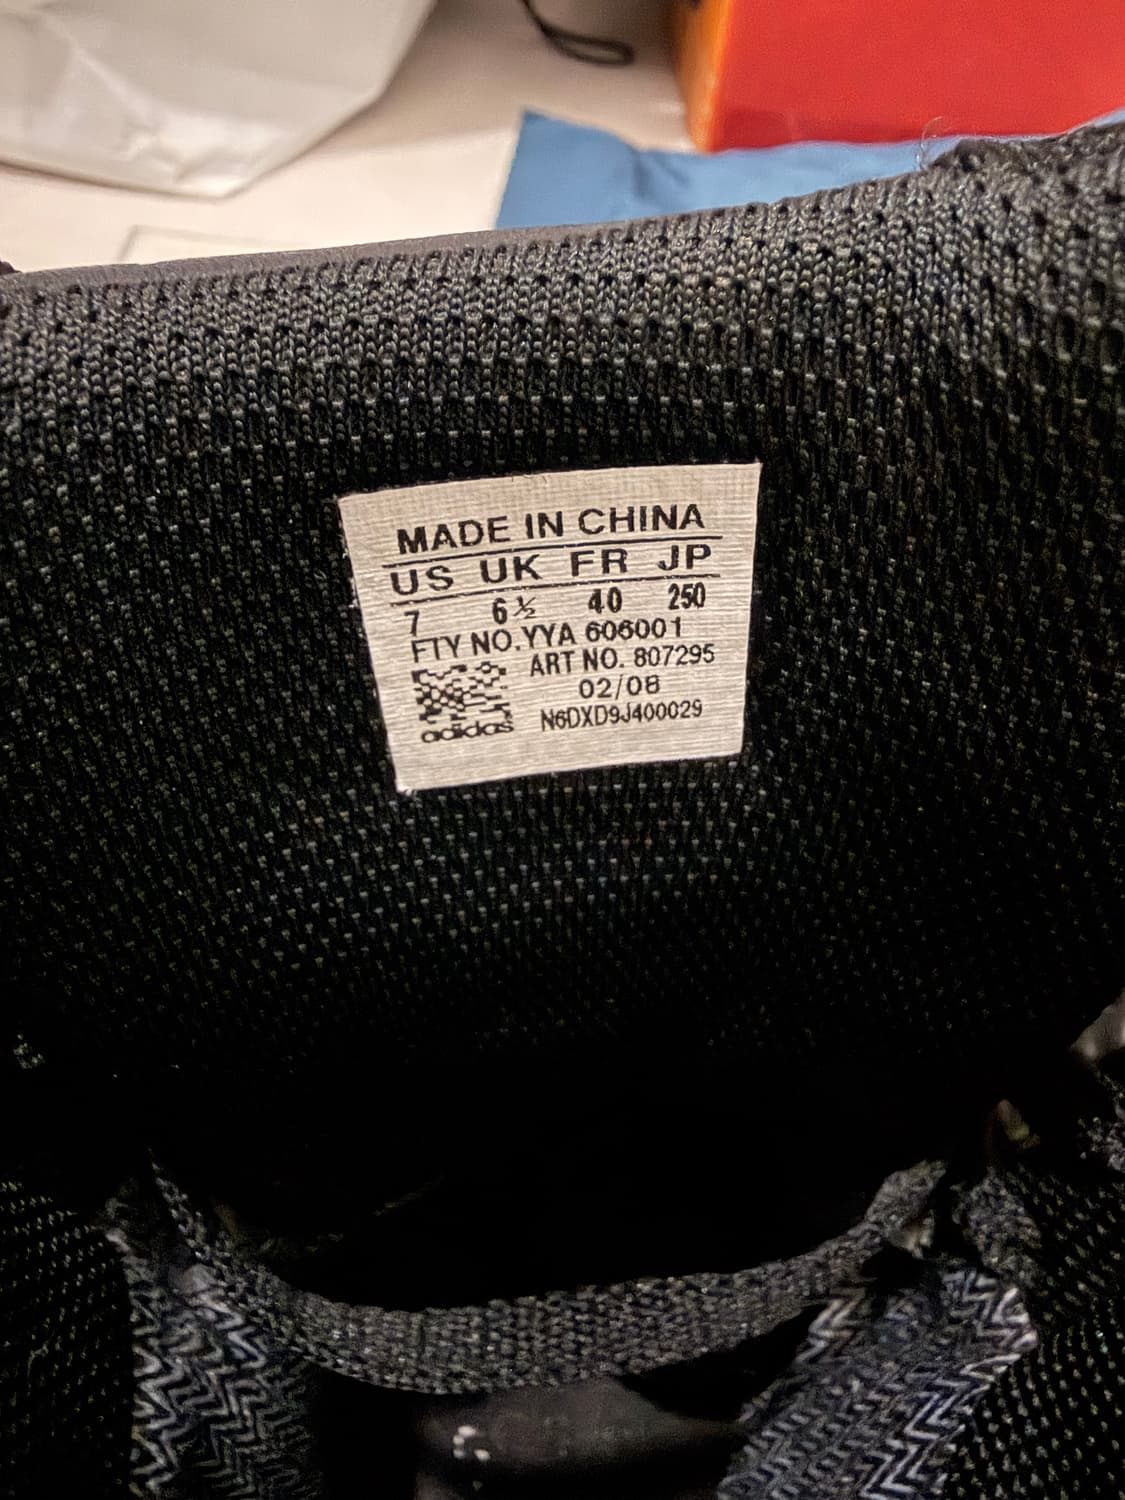 MADE IN CHINA
US UK FR JP
7 6½ 40 250
FTY NO. YYA 606001
ART NO. 807295
02/08
adidas N6DXD9J400029